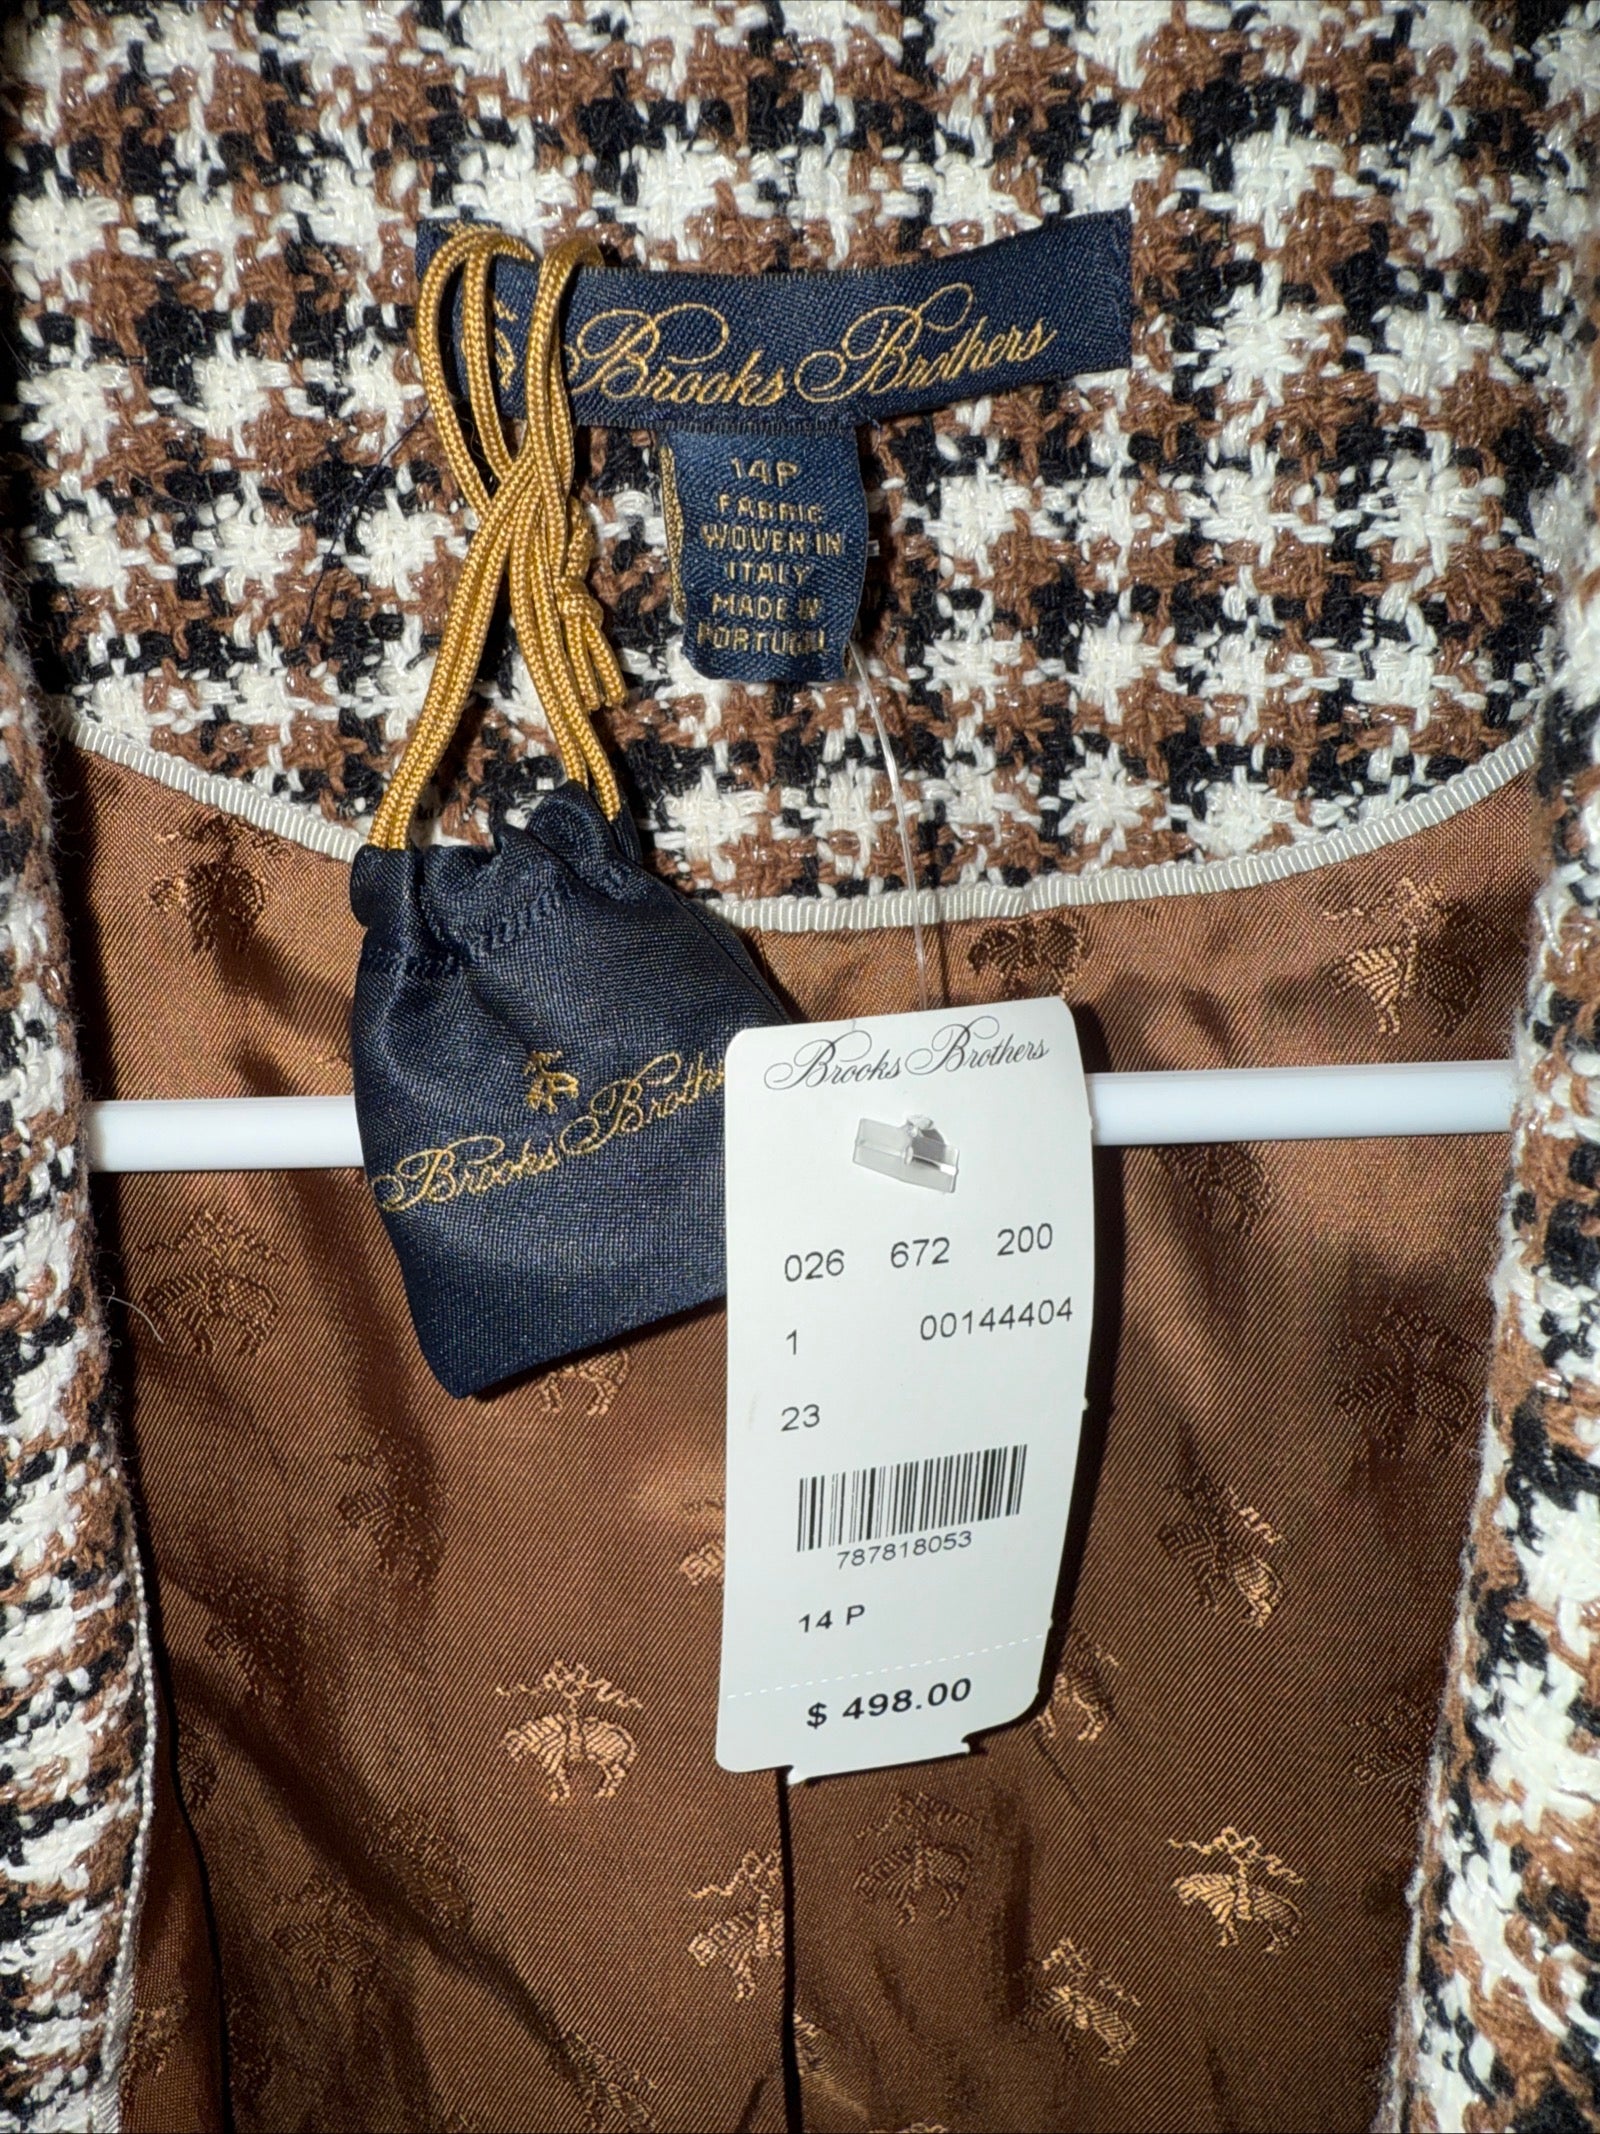 Brooks Brothers
14P
FABRIC
WOVEN IN
ITALY
MADE IN
PORTUGAL
Brooks Brothers
Brooks Brothers
026 672 200
1 00144404
23
787818053
14 P
$ 498.00